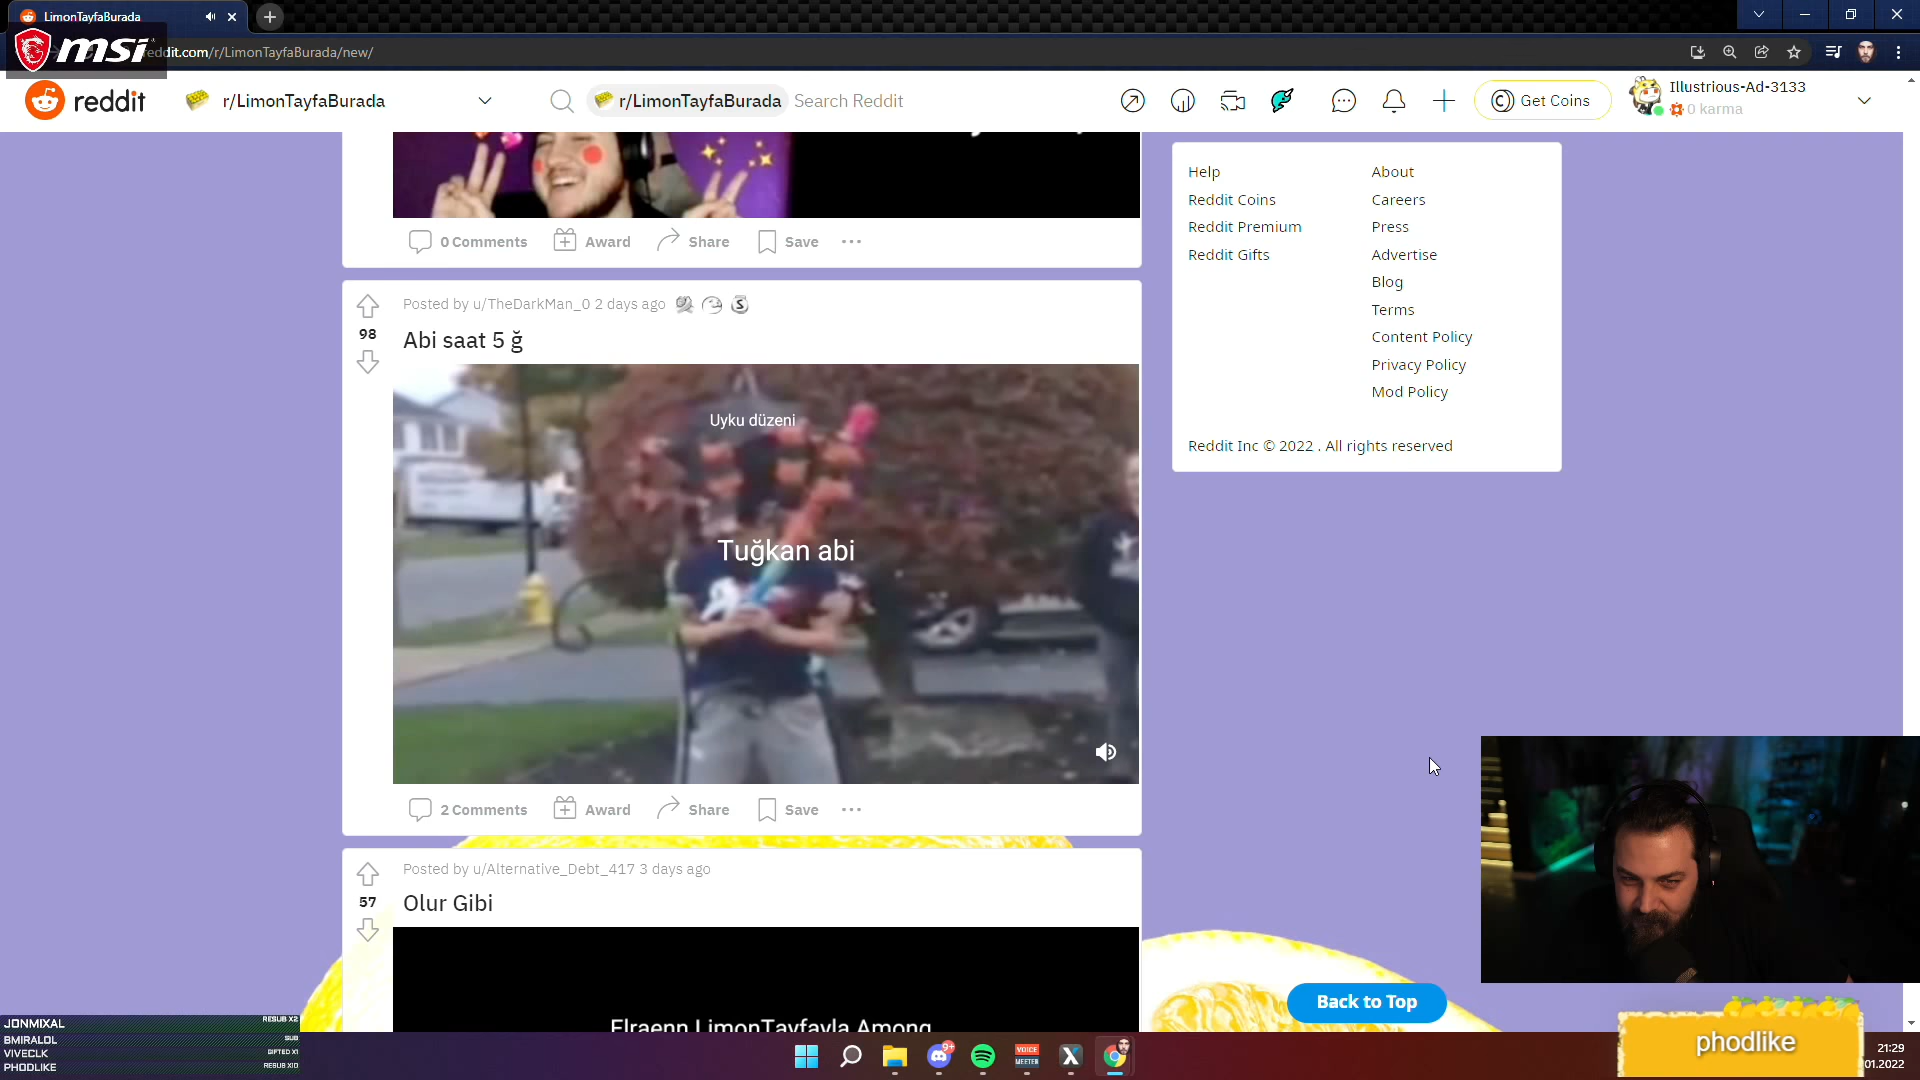 LimonTayfaBurada
msi
reddit.com/r/LimonTayfaBurada/new/
reddit
r/LimonTayfaBurada
r/LimonTayfaBurada
Search Reddit
Get Coins
Illustrious-Ad-3133
0 karma
0 Comments
Award
Share
Save
Help
About
Reddit Coins
Careers
Reddit Premium
Press
Reddit Gifts
Advertise
Blog
Terms
Content Policy
Privacy Policy
Mod Policy
Reddit Inc © 2022 . All rights reserved
98
Posted by u/TheDarkMan_0 2 days ago
Abi saat 5 ğ
Uyku düzeni
Tuğkan abi
2 Comments
Award
Share
Save
57
Posted by u/Alternative_Debt_417 3 days ago
Olur Gibi
Elraenn LimonTayfayla Among
Back to Top
JONMIXAL RESUB X2
BMIRALOL SUB
VIVECLK GIFTED X1
PHODLIKE RESUB X10
9+
VOICE
MEETER
phodlike
21:29
01.2022